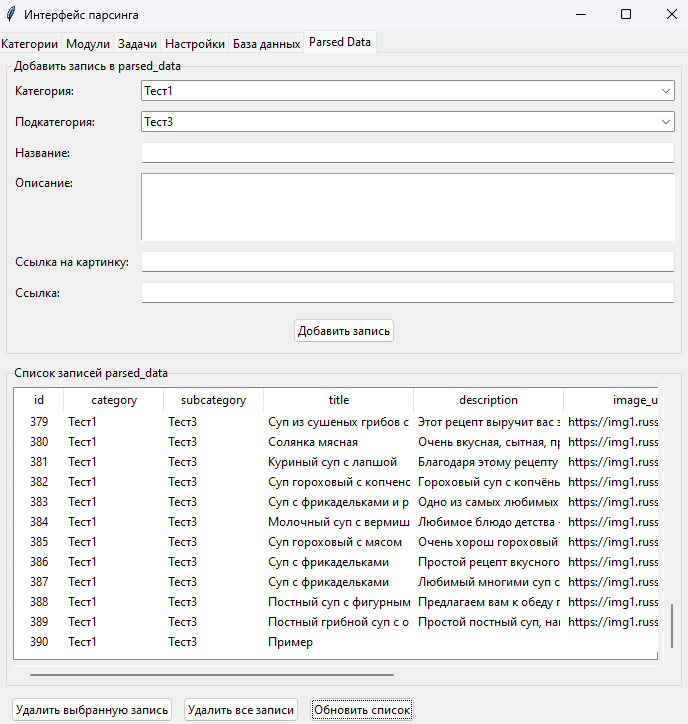 Интерфейс парсинга
Категории Модули Задачи Настройки База данных Parsed Data
Добавить запись в parsed_data
Категория: Тест1
Подкатегория: Тест3
Название:
Описание:
Ссылка на картинку:
Ссылка:
Добавить запись
Список записей parsed_data
id category subcategory title description image_u
379 Тест1 Тест3 Суп из сушеных грибов с Этот рецепт выручит вас з https://img1.russ
380 Тест1 Тест3 Солянка мясная Очень вкусная, сытная, пр https://img1.russ
381 Тест1 Тест3 Куриный суп с лапшой Благодаря этому рецепту https://img1.russ
382 Тест1 Тест3 Суп гороховый с копчено Гороховый суп с копчёны https://img1.russ
383 Тест1 Тест3 Суп с фрикадельками и р Одно из самых любимых https://img1.russ
384 Тест1 Тест3 Молочный суп с вермиш Любимое блюдо детства - https://img1.russ
385 Тест1 Тест3 Суп гороховый с мясом Очень хорош гороховый https://img1.russ
386 Тест1 Тест3 Суп с фрикадельками Простой рецепт вкусного https://img1.russ
387 Тест1 Тест3 Суп с фрикадельками Любимый многими суп с https://img1.russ
388 Тест1 Тест3 Постный суп с фигурным Предлагаем вам к обеду п https://img1.russ
389 Тест1 Тест3 Постный грибной суп с о Простой постный суп, нав https://img1.russ
390 Тест1 Тест3 Пример
Удалить выбранную запись Удалить все записи Обновить список